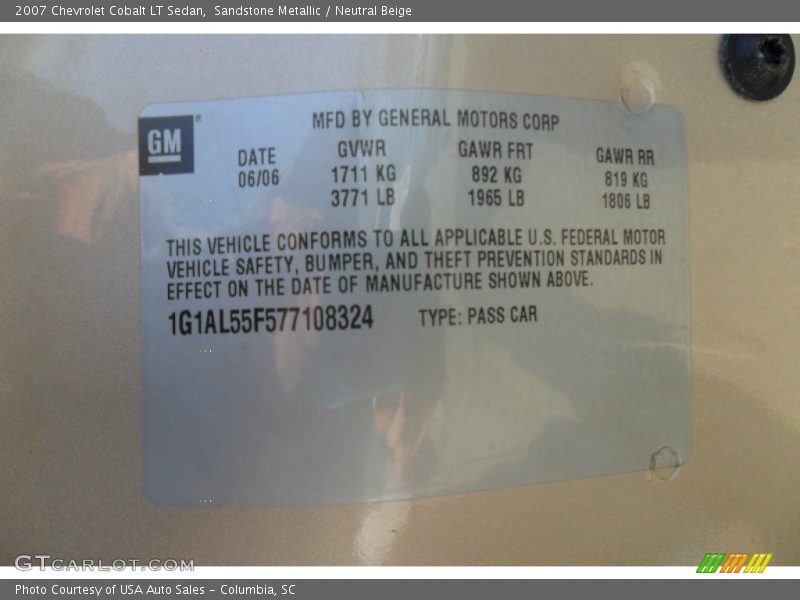 2007 Chevrolet Cobalt LT Sedan, Sandstone Metallic / Neutral Beige
GM®
MFD BY GENERAL MOTORS CORP
DATE GVWR GAWR FRT GAWR RR
06/06 1711 KG 892 KG 819 KG
3771 LB 1965 LB 1806 LB
THIS VEHICLE CONFORMS TO ALL APPLICABLE U.S. FEDERAL MOTOR
VEHICLE SAFETY, BUMPER, AND THEFT PREVENTION STANDARDS IN
EFFECT ON THE DATE OF MANUFACTURE SHOWN ABOVE.
1G1AL55F577108324 TYPE: PASS CAR
GTCARLOT.COM
Photo Courtesy of USA Auto Sales - Columbia, SC